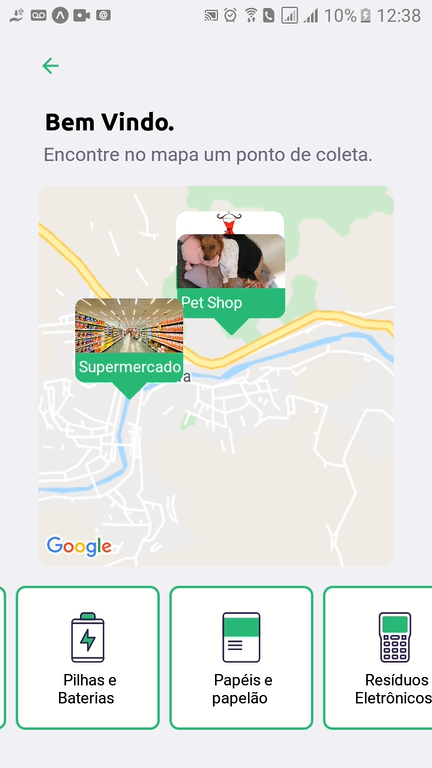 10% 12:38
Bem Vindo.
Encontre no mapa um ponto de coleta.
Pet Shop
Supermercado
Google
Pilhas e
Baterias
Papéis e
papelão
Resíduos
Eletrônicos